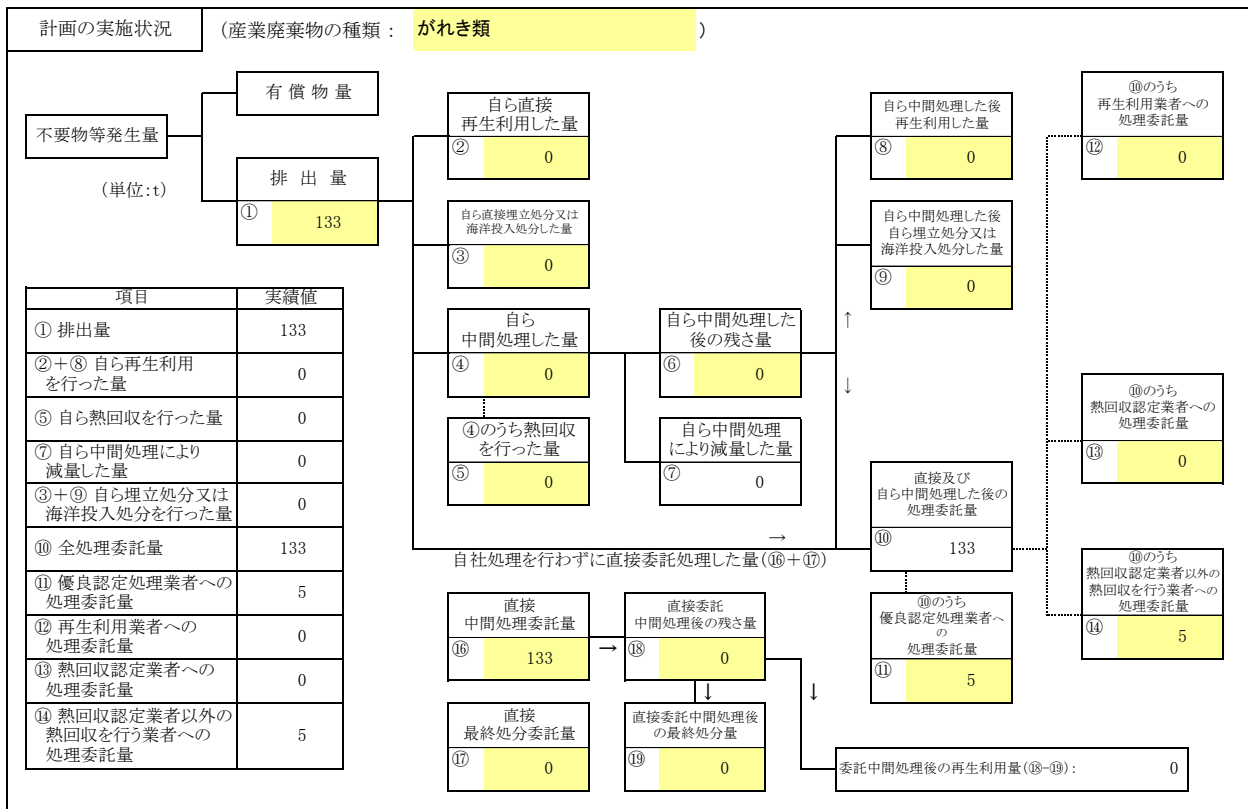 計画の実施状況
(産業廃棄物の種類： がれき類 )
不要物等発生量
(単位:t)
有 償 物 量
排 出 量
① 133
自ら直接
再生利用した量
② 0
自ら直接埋立処分又は
海洋投入処分した量
③ 0
自ら
中間処理した量
④ 0
④のうち熱回収
を行った量
⑤ 0
自ら中間処理した
後の残さ量
⑥ 0
自ら中間処理
により減量した量
⑦ 0
自ら中間処理した後
再生利用した量
⑧ 0
自ら中間処理した後
自ら埋立処分又は
海洋投入処分した量
⑨ 0
↑
↓
直接及び
自ら中間処理した後の
処理委託量
⑩ 133
⑩のうち
優良認定処理業者へ
の
処理委託量
⑪ 5
⑩のうち
再生利用業者への
処理委託量
⑫ 0
⑩のうち
熱回収認定業者への
処理委託量
⑬ 0
⑩のうち
熱回収認定業者以外の
熱回収を行う業者への
処理委託量
⑭ 5
→
自社処理を行わずに直接委託処理した量(⑯+⑰)
直接
中間処理委託量
⑯ 133
→
直接委託
中間処理後の残さ量
⑱ 0
↓
↓
直接
最終処分委託量
⑰ 0
直接委託中間処理後
の最終処分量
⑲ 0
委託中間処理後の再生利用量(⑱-⑲)： 0
項目 実績値
① 排出量 133
②+⑧ 自ら再生利用
を行った量 0
⑤ 自ら熱回収を行った量 0
⑦ 自ら中間処理により
減量した量 0
③+⑨ 自ら埋立処分又は
海洋投入処分を行った量 0
⑩ 全処理委託量 133
⑪ 優良認定処理業者への
処理委託量 5
⑫ 再生利用業者への
処理委託量 0
⑬ 熱回収認定業者への
処理委託量 0
⑭ 熱回収認定業者以外の
熱回収を行う業者への
処理委託量 5